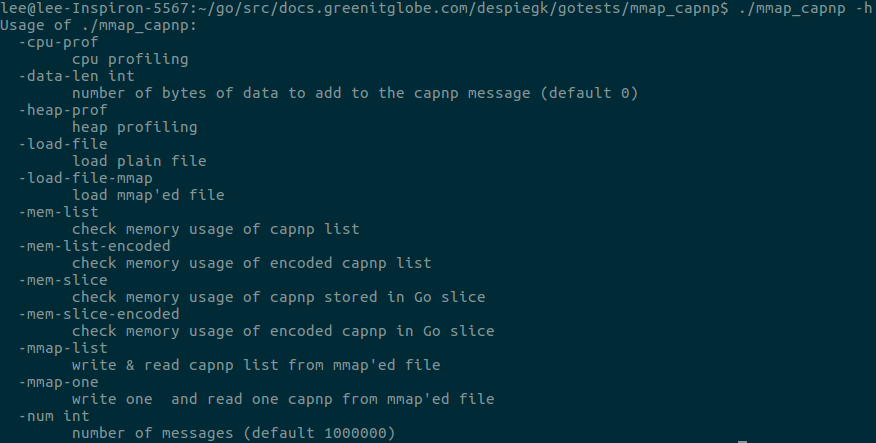 lee@lee-Inspiron-5567:~/go/src/docs.greenitglobe.com/despiegk/gotests/mmap_capnp$ ./mmap_capnp -h
Usage of ./mmap_capnp:
  -cpu-prof
        cpu profiling
  -data-len int
        number of bytes of data to add to the capnp message (default 0)
  -heap-prof
        heap profiling
  -load-file
        load plain file
  -load-file-mmap
        load mmap'ed file
  -mem-list
        check memory usage of capnp list
  -mem-list-encoded
        check memory usage of encoded capnp list
  -mem-slice
        check memory usage of capnp stored in Go slice
  -mem-slice-encoded
        check memory usage of encoded capnp in Go slice
  -mmap-list
        write & read capnp list from mmap'ed file
  -mmap-one
        write one  and read one capnp from mmap'ed file
  -num int
        number of messages (default 1000000)